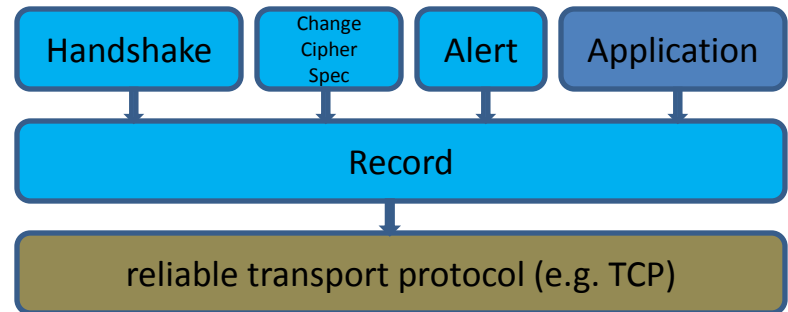 Handshake
Change
Cipher
Spec
Alert
Application
Record
reliable transport protocol (e.g. TCP)